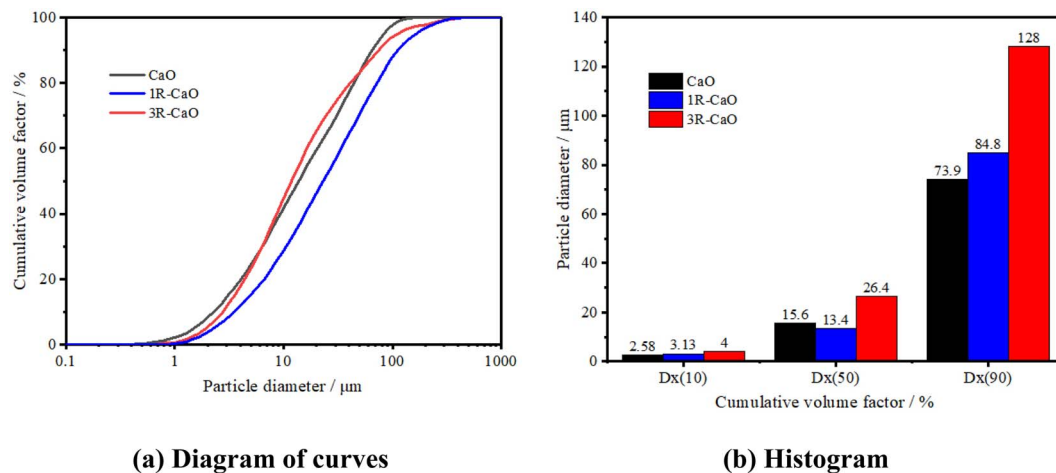 100
80
60
40
20
0
Cumulative volume factor / %
CaO
1R-CaO
3R-CaO
0.1
1
10
100
1000
Particle diameter / μm
(a) Diagram of curves
140
120
100
80
60
40
20
0
Particle diameter / μm
CaO
1R-CaO
3R-CaO
2.58
3.13
4
15.6
13.4
26.4
73.9
84.8
128
Dx(10)
Dx(50)
Dx(90)
Cumulative volume factor / %
(b) Histogram